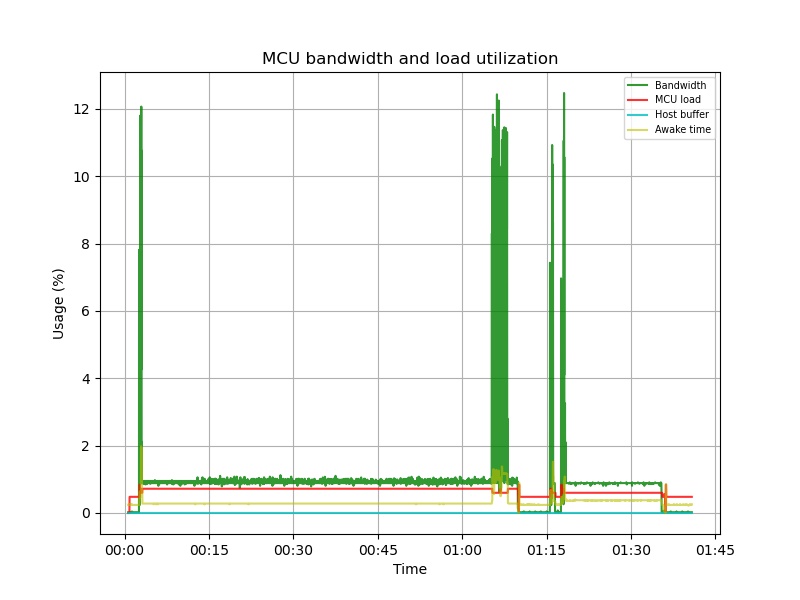 MCU bandwidth and load utilization
Bandwidth
MCU load
Host buffer
Awake time
12
10
8
6
4
2
0
Usage (%)
00:00 00:15 00:30 00:45 01:00 01:15 01:30 01:45
Time